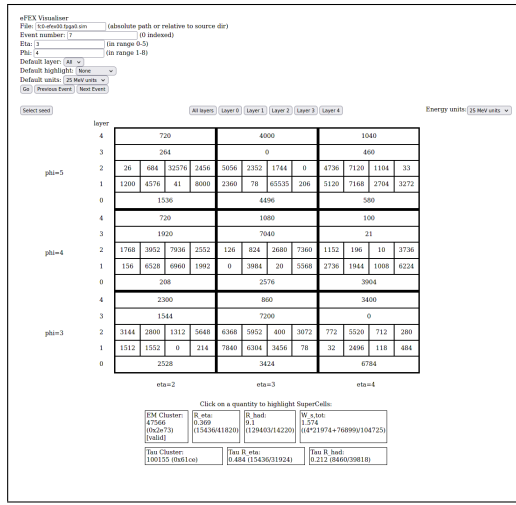 eFEX Visualiser
File: fc0-efex00.fpga0.sim (absolute path or relative to source dir)
Event number: 7 (0 indexed)
Eta: 3 (in range 0-5)
Phi: 4 (in range 1-8)
Default layer: All
Default highlight: None
Default units: 25 MeV units
Go Previous Event Next Event
Select seed All layers Layer 0 Layer 1 Layer 2 Layer 3 Layer 4 Energy units: 25 MeV units
layer
4 720 4000 1040
3 264 0 460
2 26 684 32576 2456 5056 2352 1744 0 4736 7120 1104 33
phi=5
1 1200 4576 41 8000 2360 78 65535 206 5120 7168 2704 3272
0 1536 4496 580
4 720 1080 100
3 1920 7040 21
2 1768 3952 7936 2552 126 824 2680 7360 1152 196 10 3736
phi=4
1 156 6528 6960 1992 0 3984 20 5568 2736 1944 1008 6224
0 208 2576 3904
4 2300 860 3400
3 1544 7200 0
2 3144 2800 1312 5648 6368 5952 400 3072 772 5520 712 280
phi=3
1 1512 1552 0 214 7840 6304 3456 78 32 2496 118 484
0 2528 3424 6784
eta=2 eta=3 eta=4
Click on a quantity to highlight SuperCells:
EM Cluster: R_eta: R_had: W_s,tot:
47566 0.369 9.1 1.574
(0x2e73) (15436/41820) (129403/14220) ((4*21974+76899)/104725)
[valid]
Tau Cluster: Tau R_eta: Tau R_had:
100155 (0x61ce) 0.484 (15436/31924) 0.212 (8460/39818)